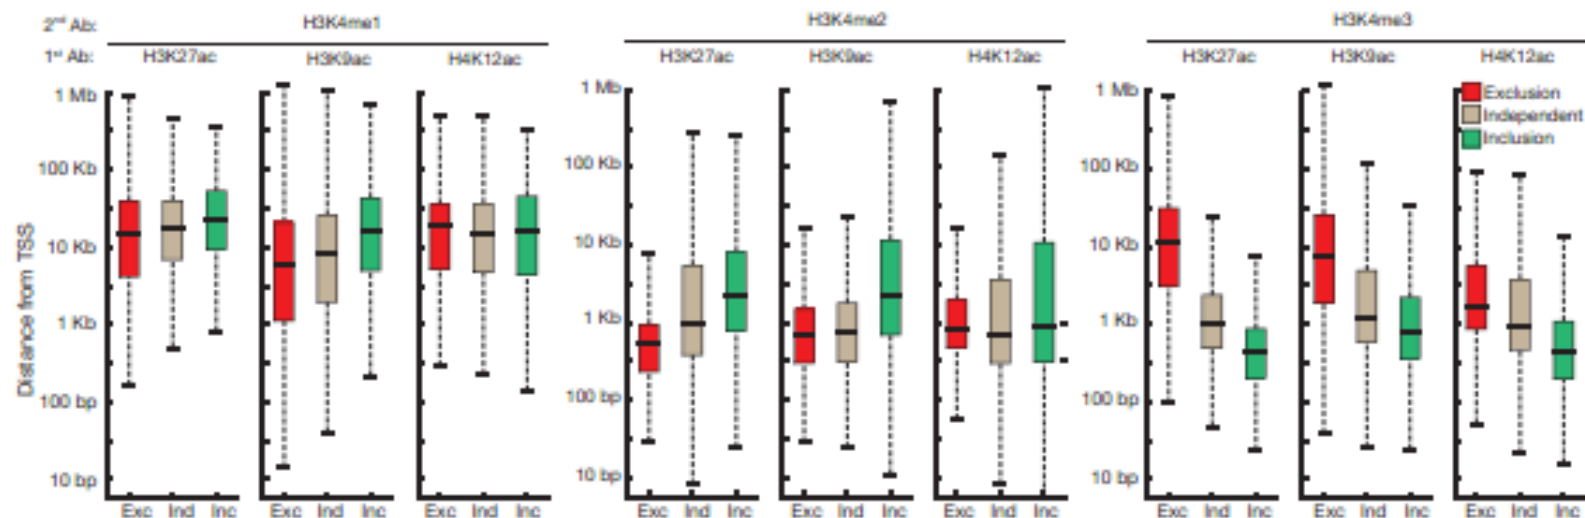 2nd Ab: H3K4me1 H3K4me2 H3K4me3
1st Ab: H3K27ac H3K9ac H4K12ac H3K27ac H3K9ac H4K12ac H3K27ac H3K9ac H4K12ac
Distance from TSS
1 Mb
100 Kb
10 Kb
1 Kb
100 bp
10 bp
Exc Ind Inc Exc Ind Inc Exc Ind Inc
1 Mb
100 Kb
10 Kb
1 Kb
100 bp
10 bp
Exc Ind Inc Exc Ind Inc Exc Ind Inc
1 Mb
100 Kb
10 Kb
1 Kb
100 bp
10 bp
Exc Ind Inc Exc Ind Inc Exc Ind Inc
Exclusion
Independent
Inclusion